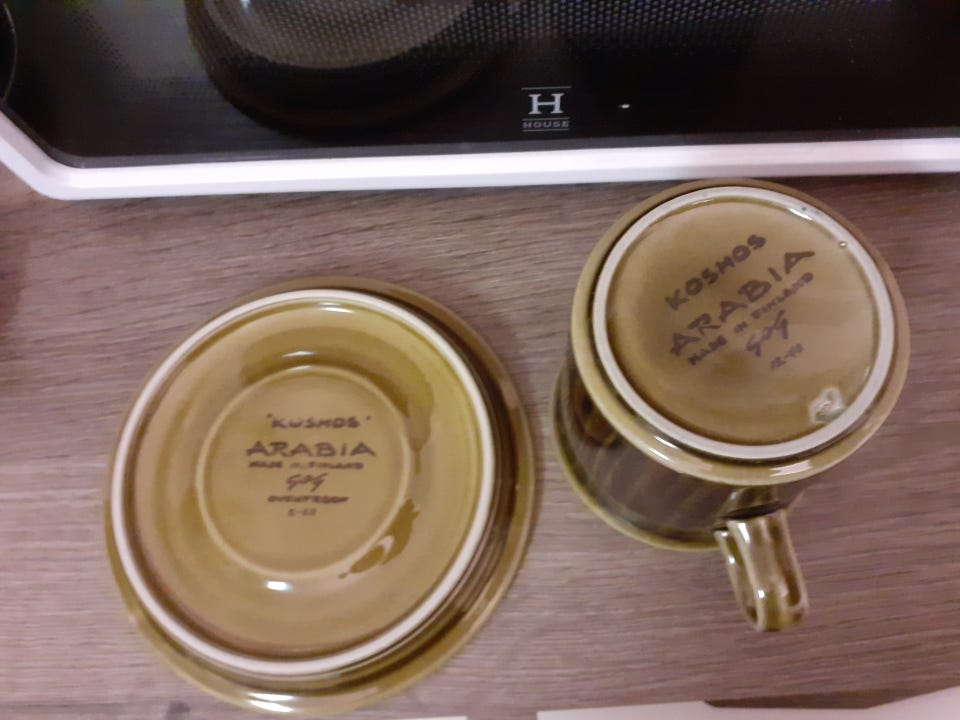 H
HOUSE
KOSMOS
ARABIA
MADE IN FINLAND
GOG
"KOSMOS"
ARABIA
MADE IN FINLAND
GOG
OVENPROOF